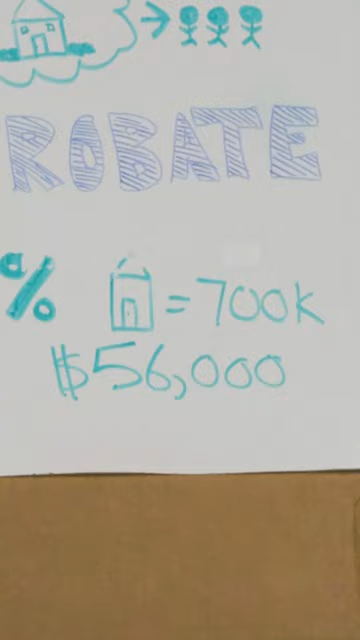 ROBATE
% = 700k
$56,000